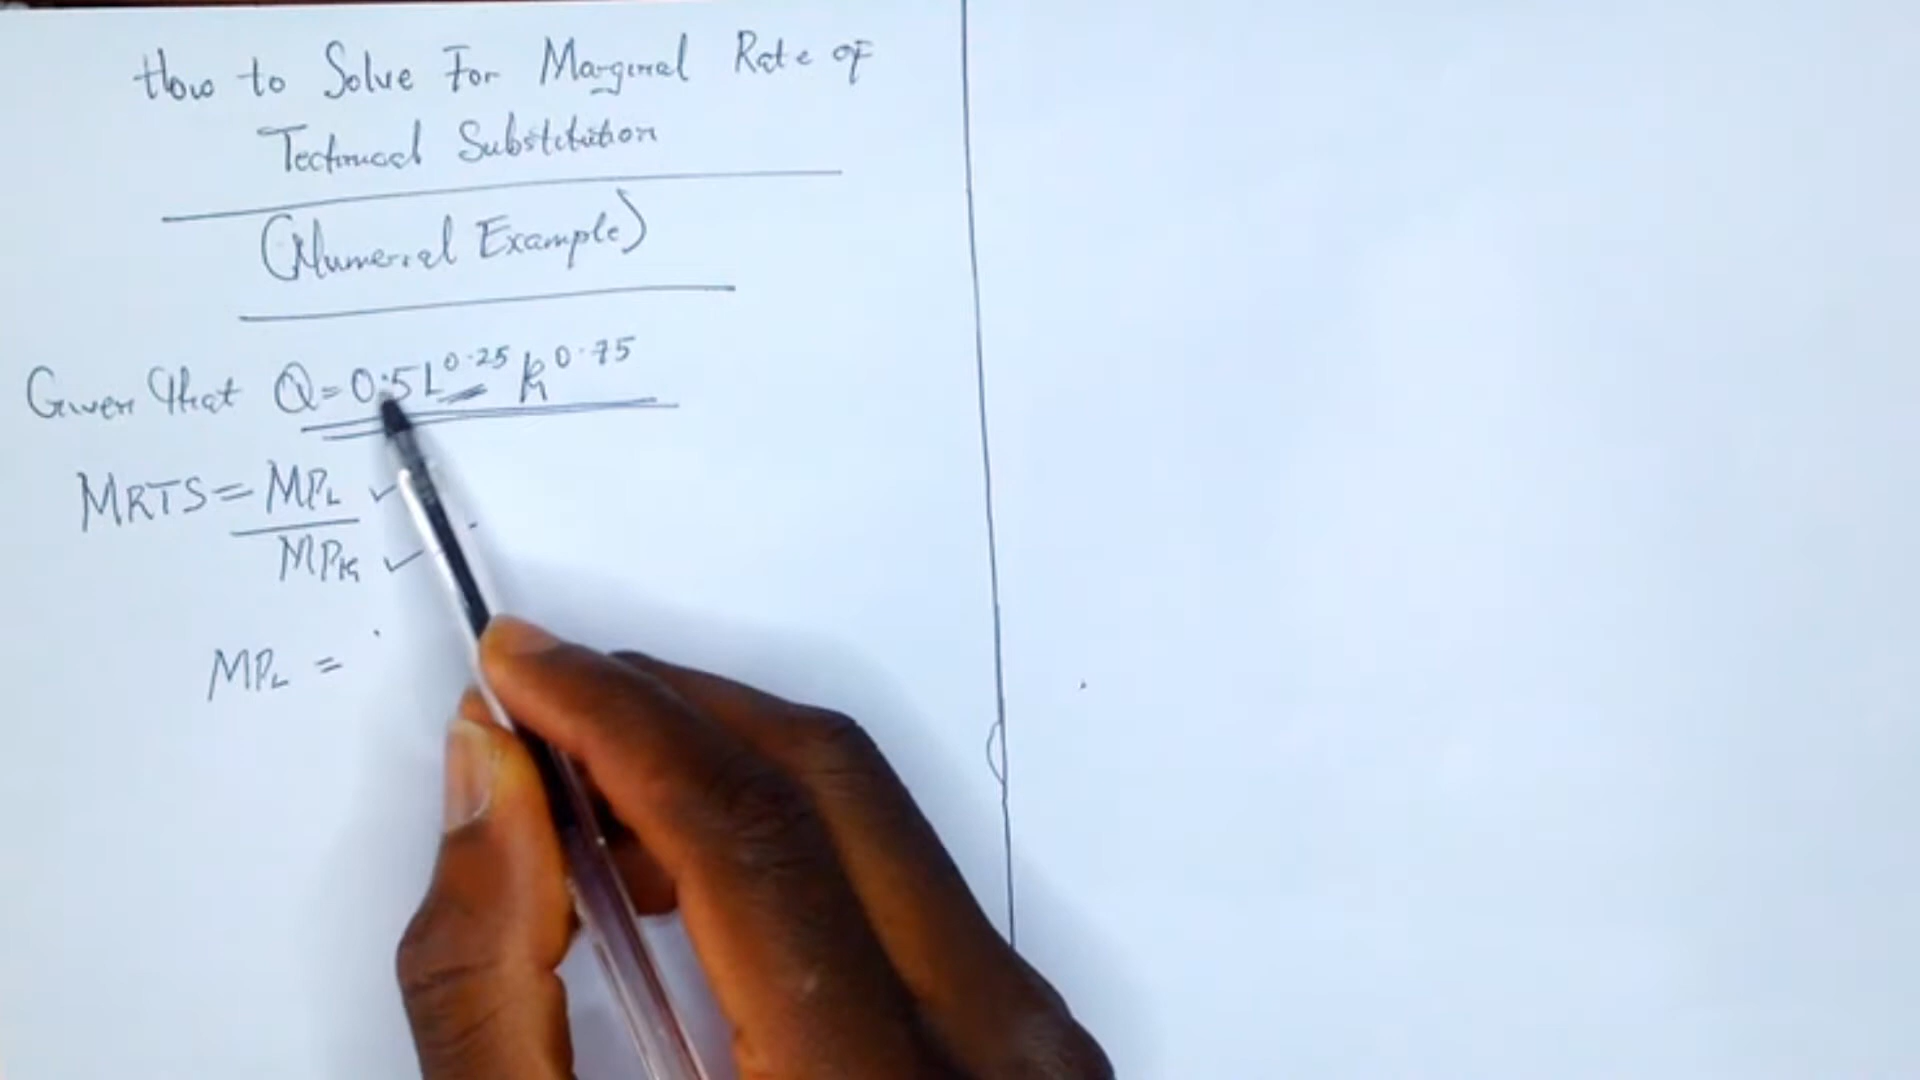 How to Solve For Marginal Rate of
Technical Substitution
(Numerical Example)
Given that Q = 0.5L^0.25 K^0.75
MRTS = MPL
MPK
MPL =